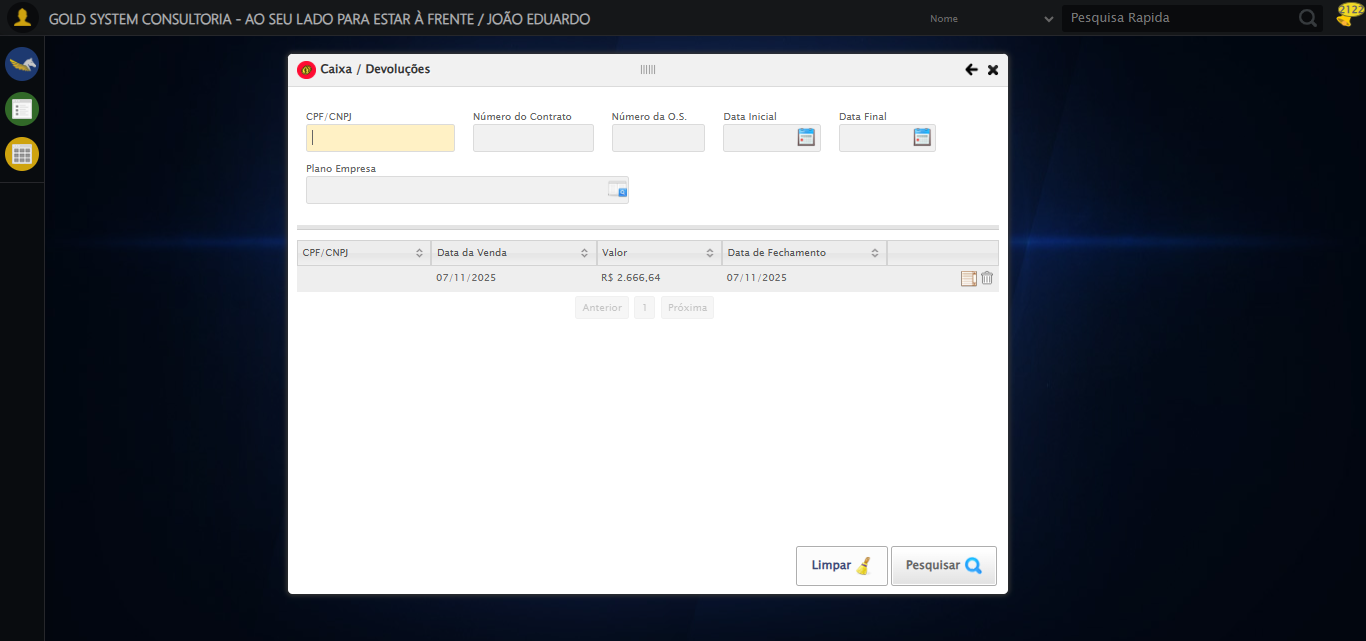 GOLD SYSTEM CONSULTORIA - AO SEU LADO PARA ESTAR À FRENTE / JOÃO EDUARDO
Nome
Pesquisa Rapida
2122
Caixa / Devoluções
CPF/CNPJ Número do Contrato Número da O.S. Data Inicial Data Final
Plano Empresa
CPF/CNPJ Data da Venda Valor Data de Fechamento
07/11/2025 R$ 2.666,64 07/11/2025
Anterior 1 Próxima
Limpar Pesquisar